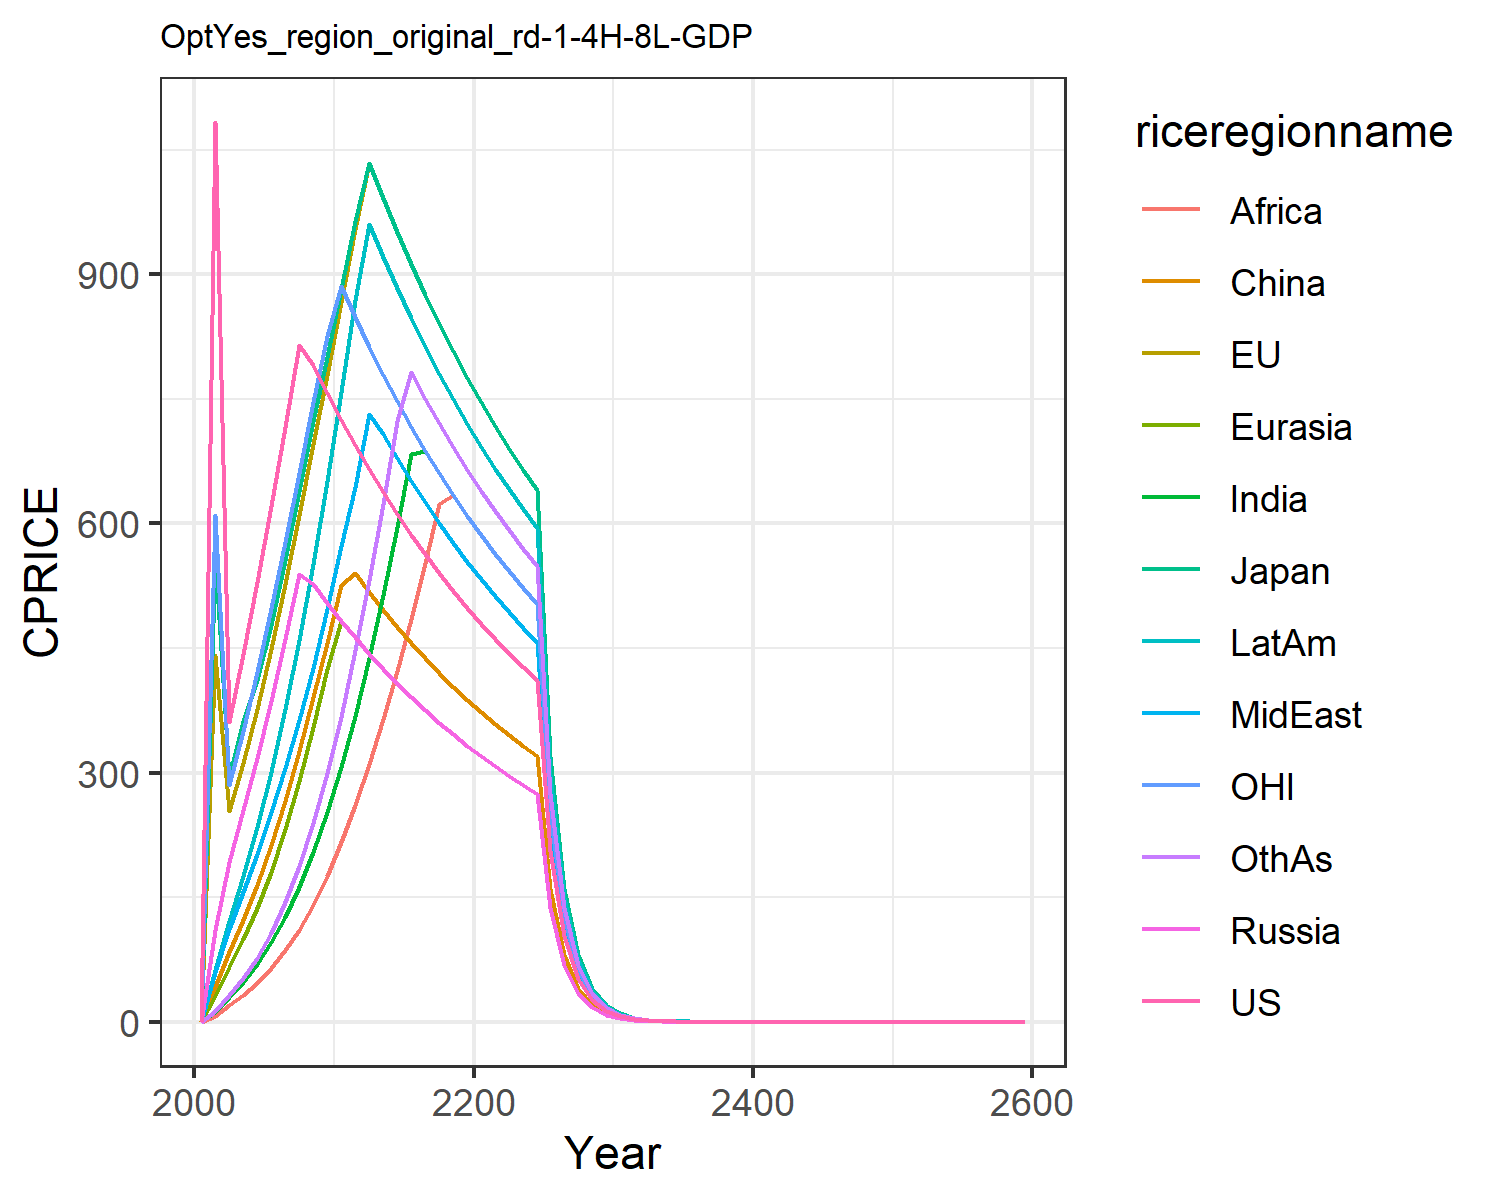 OptYes_region_original_rd-1-4H-8L-GDP
CPRICE
900
600
300
0
2000
2200
2400
2600
Year
riceregionname
Africa
China
EU
Eurasia
India
Japan
LatAm
MidEast
OHI
OthAs
Russia
US